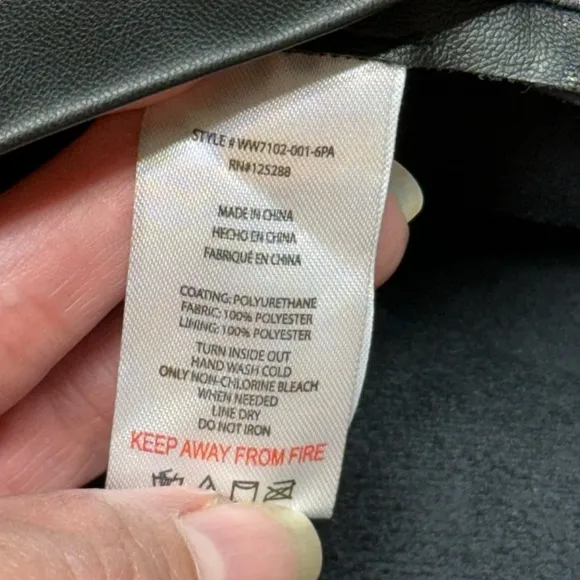 STYLE # WW7102-001-6PA
RN#125288
MADE IN CHINA
HECHO EN CHINA
FABRIQUÉ EN CHINA
COATING: POLYURETHANE
FABRIC: 100% POLYESTER
LINING: 100% POLYESTER
TURN INSIDE OUT
HAND WASH COLD
ONLY NON-CHLORINE BLEACH
WHEN NEEDED
LINE DRY
DO NOT IRON
KEEP AWAY FROM FIRE